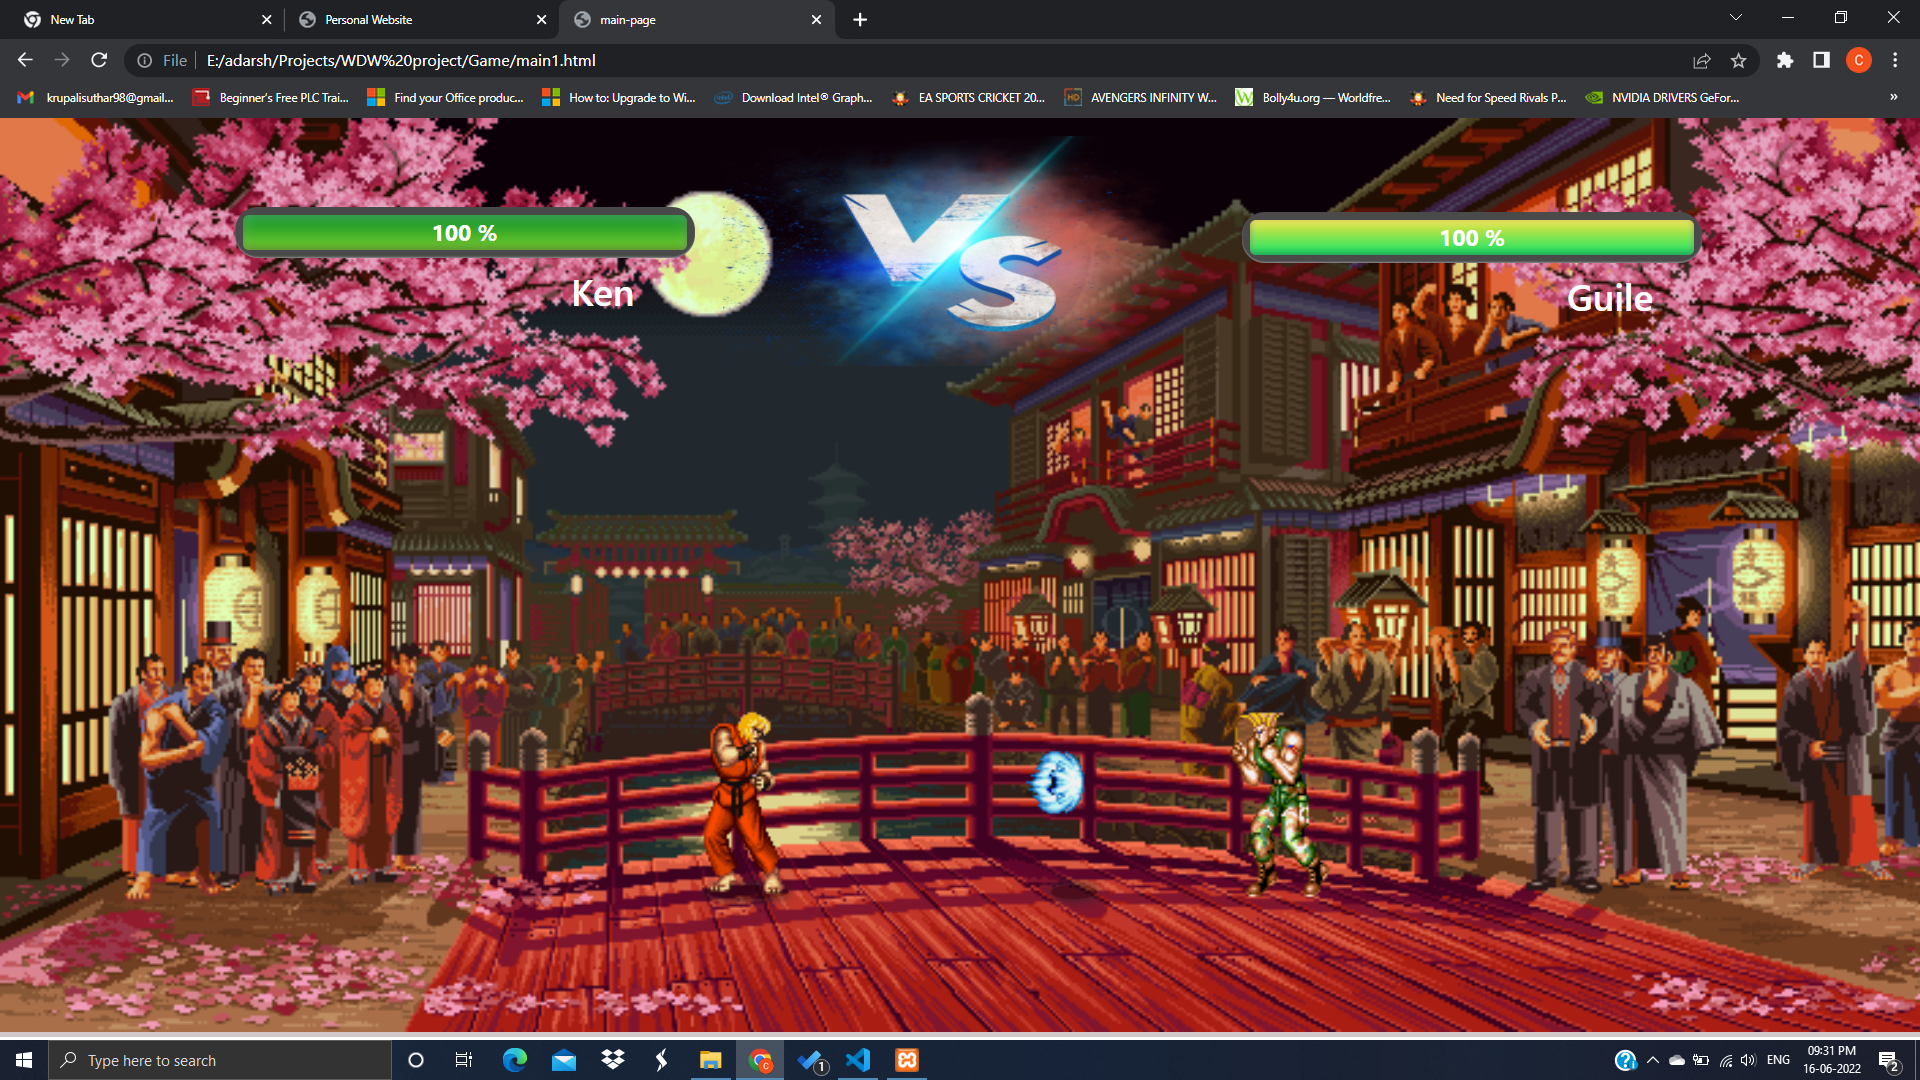 New Tab
Personal Website
main-page
File
E:/adarsh/Projects/WDW%20project/Game/main1.html
C
krupalisuthar98@gmail...
Beginner's Free PLC Trai...
Find your Office produc...
How to: Upgrade to Wi...
Download Intel® Graph...
EA SPORTS CRICKET 20...
AVENGERS INFINITY W...
Bolly4u.org — Worldfre...
Need for Speed Rivals P...
NVIDIA DRIVERS GeFor...
»
VS
100 %
100 %
Ken
Guile
Type here to search
1
ENG
09:31 PM
16-06-2022
2